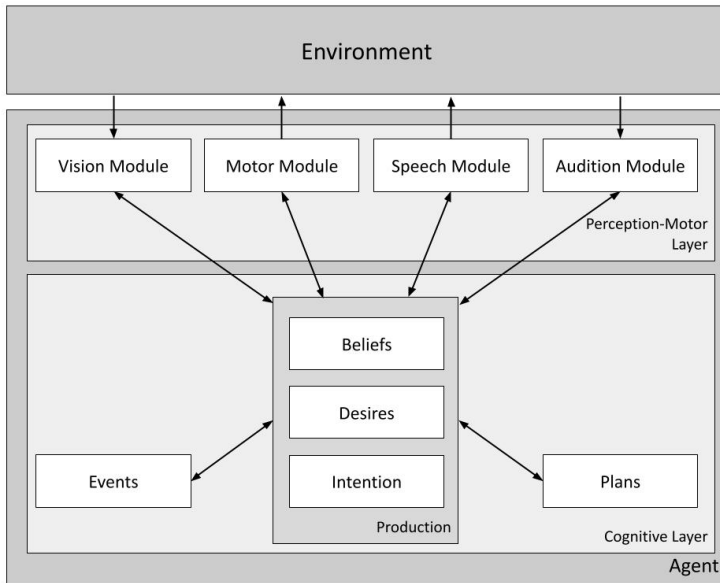 Environment
Vision Module
Motor Module
Speech Module
Audition Module
Perception-Motor
Layer
Beliefs
Desires
Events
Intention
Plans
Production
Cognitive Layer
Agent